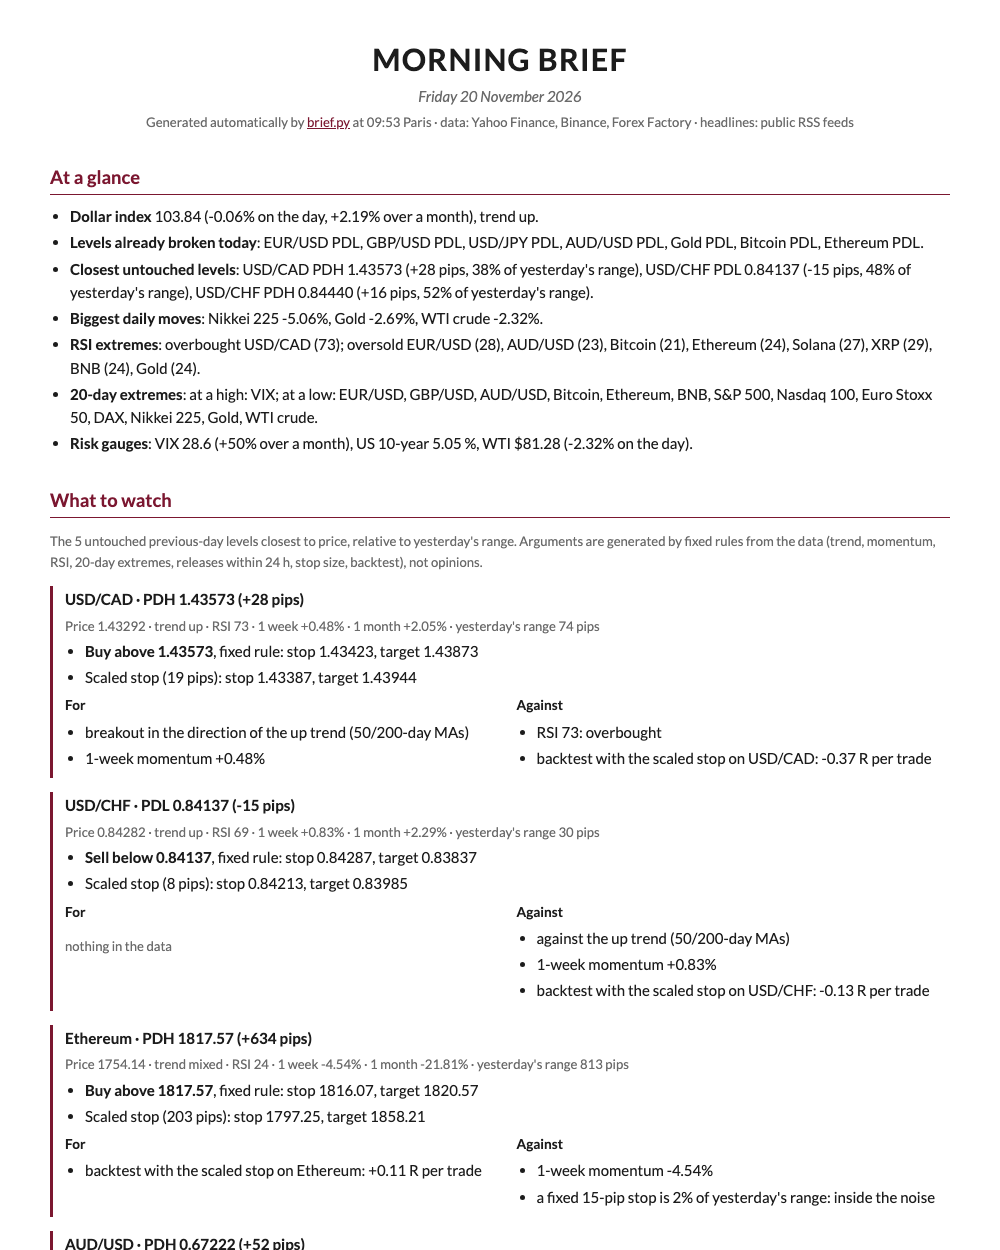 MORNING BRIEF
Friday 20 November 2026
Generated automatically by brief.py at 09:53 Paris · data: Yahoo Finance, Binance, Forex Factory · headlines: public RSS feeds
At a glance
• Dollar index 103.84 (-0.06% on the day, +2.19% over a month), trend up.
• Levels already broken today: EUR/USD PDL, GBP/USD PDL, USD/JPY PDL, AUD/USD PDL, Gold PDL, Bitcoin PDL, Ethereum PDL.
• Closest untouched levels: USD/CAD PDH 1.43573 (+28 pips, 38% of yesterday's range), USD/CHF PDL 0.84137 (-15 pips, 48% of
yesterday's range), USD/CHF PDH 0.84440 (+16 pips, 52% of yesterday's range).
• Biggest daily moves: Nikkei 225 -5.06%, Gold -2.69%, WTI crude -2.32%.
• RSI extremes: overbought USD/CAD (73); oversold EUR/USD (28), AUD/USD (23), Bitcoin (21), Ethereum (24), Solana (27), XRP (29),
BNB (24), Gold (24).
• 20-day extremes: at a high: VIX; at a low: EUR/USD, GBP/USD, AUD/USD, Bitcoin, Ethereum, BNB, S&P 500, Nasdaq 100, Euro Stoxx
50, DAX, Nikkei 225, Gold, WTI crude.
• Risk gauges: VIX 28.6 (+50% over a month), US 10-year 5.05 %, WTI $81.28 (-2.32% on the day).
What to watch
The 5 untouched previous-day levels closest to price, relative to yesterday's range. Arguments are generated by fixed rules from the data (trend, momentum,
RSI, 20-day extremes, releases within 24 h, stop size, backtest), not opinions.
USD/CAD · PDH 1.43573 (+28 pips)
Price 1.43292 · trend up · RSI 73 · 1 week +0.48% · 1 month +2.05% · yesterday's range 74 pips
• Buy above 1.43573, fixed rule: stop 1.43423, target 1.43873
• Scaled stop (19 pips): stop 1.43387, target 1.43944
For
• breakout in the direction of the up trend (50/200-day MAs)
• 1-week momentum +0.48%
Against
• RSI 73: overbought
• backtest with the scaled stop on USD/CAD: -0.37 R per trade
USD/CHF · PDL 0.84137 (-15 pips)
Price 0.84282 · trend up · RSI 69 · 1 week +0.83% · 1 month +2.29% · yesterday's range 30 pips
• Sell below 0.84137, fixed rule: stop 0.84287, target 0.83837
• Scaled stop (8 pips): stop 0.84213, target 0.83985
For
nothing in the data
Against
• against the up trend (50/200-day MAs)
• 1-week momentum +0.83%
• backtest with the scaled stop on USD/CHF: -0.13 R per trade
Ethereum · PDH 1817.57 (+634 pips)
Price 1754.14 · trend mixed · RSI 24 · 1 week -4.54% · 1 month -21.81% · yesterday's range 813 pips
• Buy above 1817.57, fixed rule: stop 1816.07, target 1820.57
• Scaled stop (203 pips): stop 1797.25, target 1858.21
For
• backtest with the scaled stop on Ethereum: +0.11 R per trade
Against
• 1-week momentum -4.54%
• a fixed 15-pip stop is 2% of yesterday's range: inside the noise
AUD/USD · PDH 0.67222 (+52 pips)